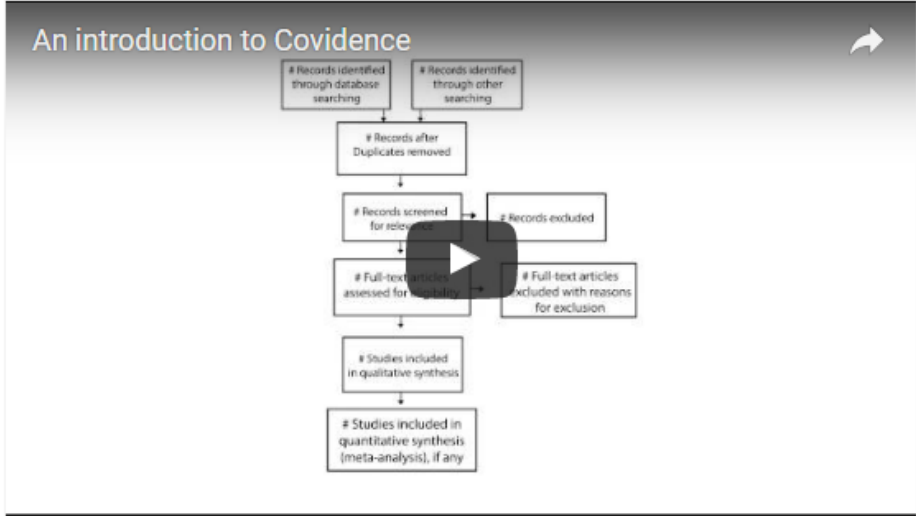 An introduction to Covidence
# Records identified
through database
searching
# Records identified
through other
searching
# Records after
Duplicates removed
# Records screened
for relevance
# Records excluded
# Full-text articles
assessed for eligibility
# Full-text articles
excluded with reasons
for exclusion
# Studies included
in qualitative synthesis
# Studies included in
quantitative synthesis
(meta-analysis), if any